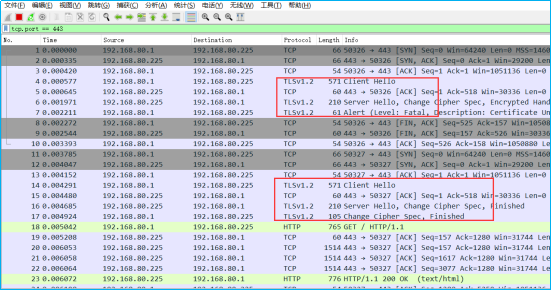 文件(F) 编辑(E) 视图(V) 跳转(G) 捕获(C) 分析(A) 统计(S) 电话(Y) 无线(W) 工具(T) 帮助(H)
tcp.port == 443
No. Time Source Destination Protocol Length Info
1 0.000000 192.168.80.1 192.168.80.225 TCP 66 50326 → 443 [SYN] Seq=0 Win=64240 Len=0 MSS=1460
2 0.000335 192.168.80.225 192.168.80.1 TCP 66 443 → 50326 [SYN, ACK] Seq=0 Ack=1 Win=29200
3 0.000420 192.168.80.1 192.168.80.225 TCP 54 50326 → 443 [ACK] Seq=1 Ack=1 Win=1051136
4 0.000577 192.168.80.1 192.168.80.225 TLSv1.2 571 Client Hello
5 0.000645 192.168.80.225 192.168.80.1 TCP 60 443 → 50326 [ACK] Seq=1 Ack=518 Win=30336
6 0.001971 192.168.80.225 192.168.80.1 TLSv1.2 210 Server Hello, Change Cipher Spec, Encrypted Hand
7 0.002211 192.168.80.1 192.168.80.225 TLSv1.2 61 Alert (Level: Fatal, Description: Certificate Un
8 0.002272 192.168.80.1 192.168.80.225 TCP 54 50326 → 443 [FIN, ACK] Seq=525 Ack=157
9 0.002544 192.168.80.225 192.168.80.1 TCP 60 443 → 50326 [FIN, ACK] Seq=157 Ack=526
10 0.003393 192.168.80.1 192.168.80.225 TCP 54 50326 → 443 [ACK] Seq=526 Ack=158 Win=1050880
11 0.003785 192.168.80.1 192.168.80.225 TCP 66 50327 → 443 [SYN] Seq=0 Win=64240 Len=0 MSS=1460
12 0.004047 192.168.80.225 192.168.80.1 TCP 66 443 → 50327 [SYN, ACK] Seq=0 Ack=1 Win=29200
13 0.004152 192.168.80.1 192.168.80.225 TCP 54 50327 → 443 [ACK] Seq=1 Ack=1 Win=1051136
14 0.004291 192.168.80.1 192.168.80.225 TLSv1.2 571 Client Hello
15 0.004480 192.168.80.225 192.168.80.1 TCP 60 443 → 50327 [ACK] Seq=1 Ack=518 Win=30336
16 0.004685 192.168.80.225 192.168.80.1 TLSv1.2 210 Server Hello, Change Cipher Spec, Finished
17 0.004924 192.168.80.1 192.168.80.225 TLSv1.2 105 Change Cipher Spec, Finished
18 0.005042 192.168.80.1 192.168.80.225 HTTP 765 GET / HTTP/1.1
19 0.005208 192.168.80.225 192.168.80.1 TCP 60 443 → 50327 [ACK] Seq=157 Ack=1280 Win=31744
20 0.006053 192.168.80.225 192.168.80.1 TCP 1514 443 → 50327 [ACK] Seq=157 Ack=1280 Win=31744
21 0.006058 192.168.80.225 192.168.80.1 TCP 1514 443 → 50327 [ACK] Seq=1617 Ack=1280 Win=31744
22 0.006064 192.168.80.225 192.168.80.1 TCP 1514 443 → 50327 [ACK] Seq=3077 Ack=1280 Win=31744
23 0.006072 192.168.80.225 192.168.80.1 HTTP 776 HTTP/1.1 200 OK (text/html)